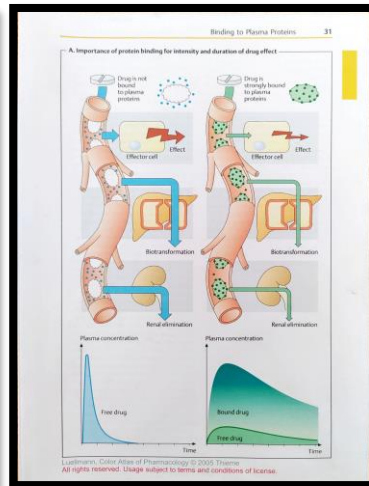 Binding to Plasma Proteins 31
A. Importance of protein binding for intensity and duration of drug effect
Drug is not
bound
to plasma
proteins
Drug is
strongly bound
to plasma
proteins
Effect
Effector cell
Effect
Effector cell
Biotransformation
Biotransformation
Renal elimination
Renal elimination
Plasma concentration
Plasma concentration
Free drug
Bound drug
Free drug
Time
Time
Luellmann, Color Atlas of Pharmacology © 2005 Thieme
All rights reserved. Usage subject to terms and conditions of license.